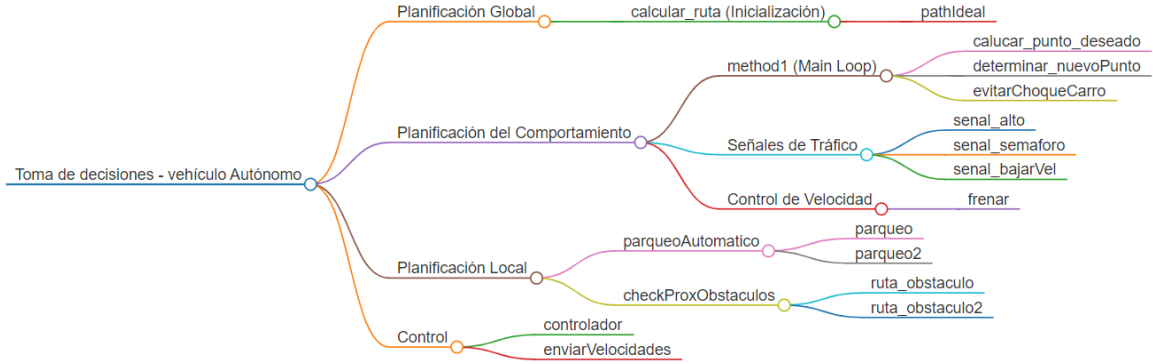 Toma de decisiones - vehículo Autónomo
Planificación Global
calcular_ruta (Inicialización)
pathIdeal
Planificación del Comportamiento
method1 (Main Loop)
calucar_punto_deseado
determinar_nuevoPunto
evitarChoqueCarro
Señales de Tráfico
senal_alto
senal_semaforo
senal_bajarVel
Control de Velocidad
frenar
Planificación Local
parqueoAutomatico
parqueo
parqueo2
checkProxObstaculos
ruta_obstaculo
ruta_obstaculo2
Control
controlador
enviarVelocidades